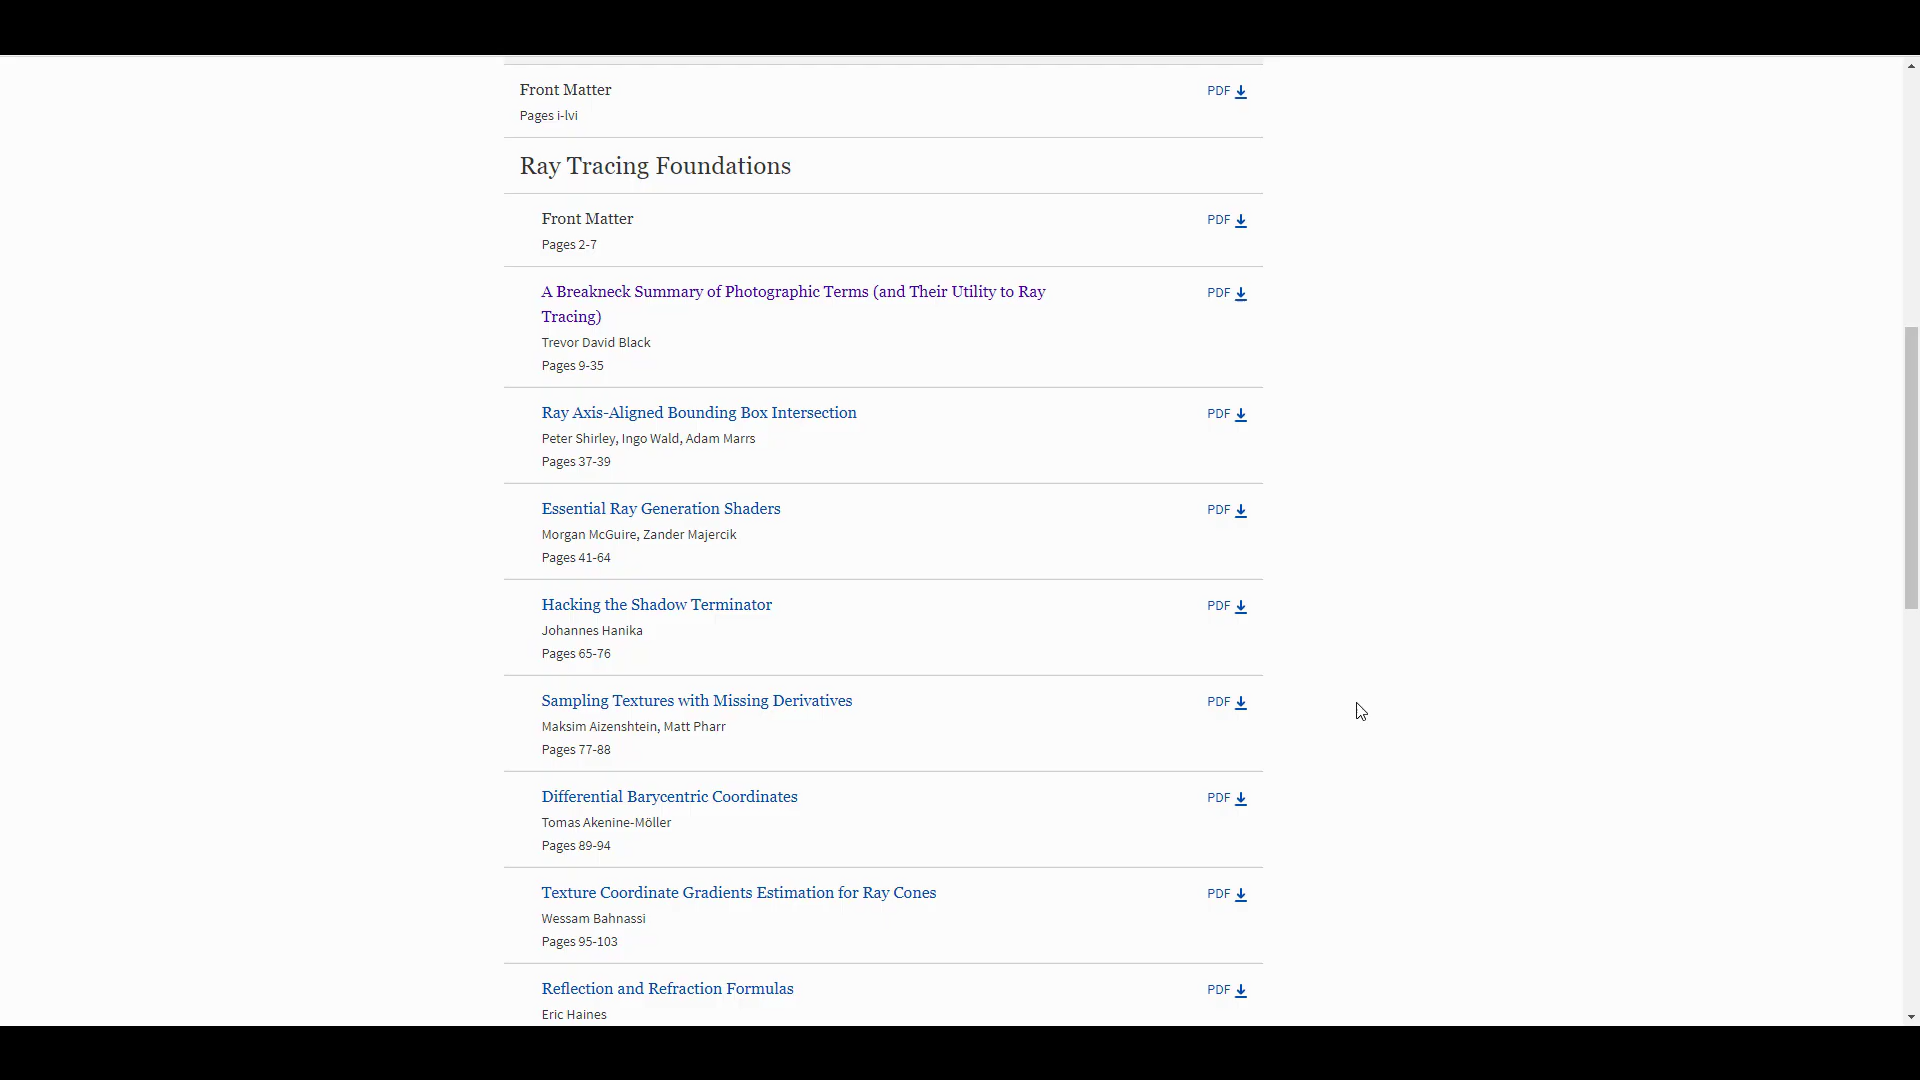 Front Matter
PDF
Pages i-lvi
Ray Tracing Foundations
Front Matter
PDF
Pages 2-7
A Breakneck Summary of Photographic Terms (and Their Utility to Ray
Tracing)
PDF
Trevor David Black
Pages 9-35
Ray Axis-Aligned Bounding Box Intersection
PDF
Peter Shirley, Ingo Wald, Adam Marrs
Pages 37-39
Essential Ray Generation Shaders
PDF
Morgan McGuire, Zander Majercik
Pages 41-64
Hacking the Shadow Terminator
PDF
Johannes Hanika
Pages 65-76
Sampling Textures with Missing Derivatives
PDF
Maksim Aizenshtein, Matt Pharr
Pages 77-88
Differential Barycentric Coordinates
PDF
Tomas Akenine-Möller
Pages 89-94
Texture Coordinate Gradients Estimation for Ray Cones
PDF
Wessam Bahnassi
Pages 95-103
Reflection and Refraction Formulas
PDF
Eric Haines